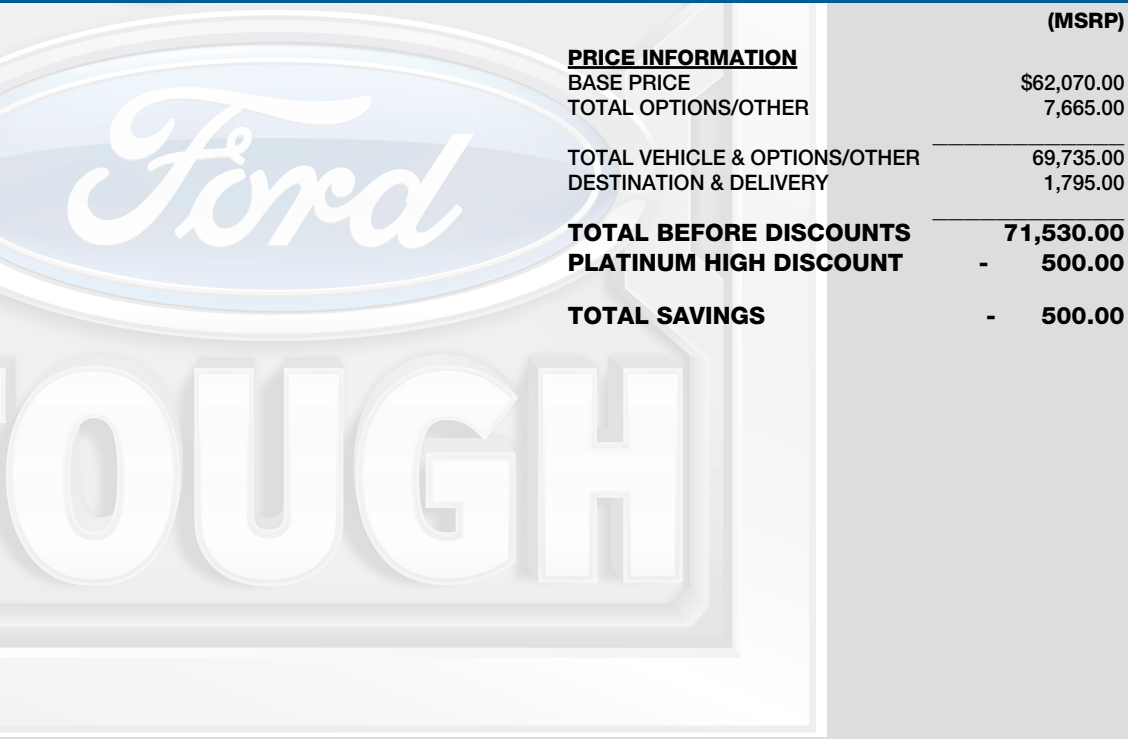 (MSRP)
PRICE INFORMATION
BASE PRICE $62,070.00
TOTAL OPTIONS/OTHER 7,665.00
TOTAL VEHICLE & OPTIONS/OTHER 69,735.00
DESTINATION & DELIVERY 1,795.00
TOTAL BEFORE DISCOUNTS 71,530.00
PLATINUM HIGH DISCOUNT - 500.00
TOTAL SAVINGS - 500.00
Ford
TOUGH